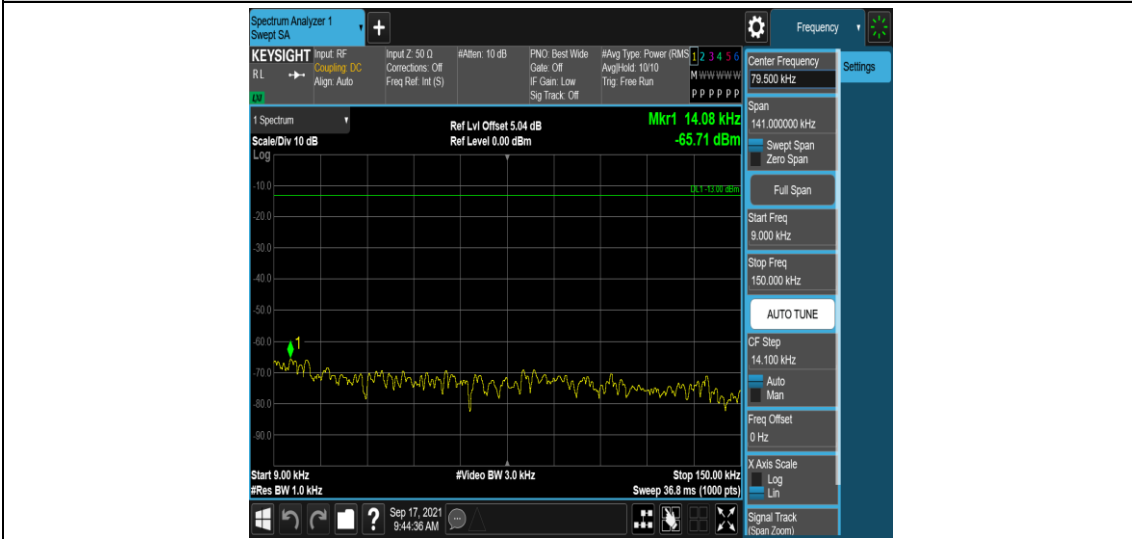 Spectrum Analyzer 1
Swept SA
+
Frequency
KEYSIGHT
RL
LM
Input: RF
Coupling: DC
Align: Auto
Input Z: 50 Ω
Corrections: Off
Freq Ref: Int (S)
#Atten: 10 dB
PNO: Best Wide
Gate: Off
IF Gain: Low
Sig Track: Off
#Avg Type: Power (RMS
Avg|Hold: 10/10
Trig: Free Run
1 2 3 4 5 6
M W W W W W
P P P P P P
1 Spectrum
Scale/Div 10 dB
Log
Ref Lvl Offset 5.04 dB
Ref Level 0.00 dBm
Mkr1 14.08 kHz
-65.71 dBm
DL1 -13.00 dBm
-10.0
-20.0
-30.0
-40.0
-50.0
-60.0
-70.0
-80.0
-90.0
1
Start 9.00 kHz
#Res BW 1.0 kHz
#Video BW 3.0 kHz
Stop 150.00 kHz
Sweep 36.8 ms (1000 pts)
?
Sep 17, 2021
9:44:36 AM
Center Frequency
79.500 kHz
Span
141.000000 kHz
Swept Span
Zero Span
Full Span
Start Freq
9.000 kHz
Stop Freq
150.000 kHz
AUTO TUNE
CF Step
14.100 kHz
Auto
Man
Freq Offset
0 Hz
X Axis Scale
Log
Lin
Signal Track
(Span Zoom)
Settings